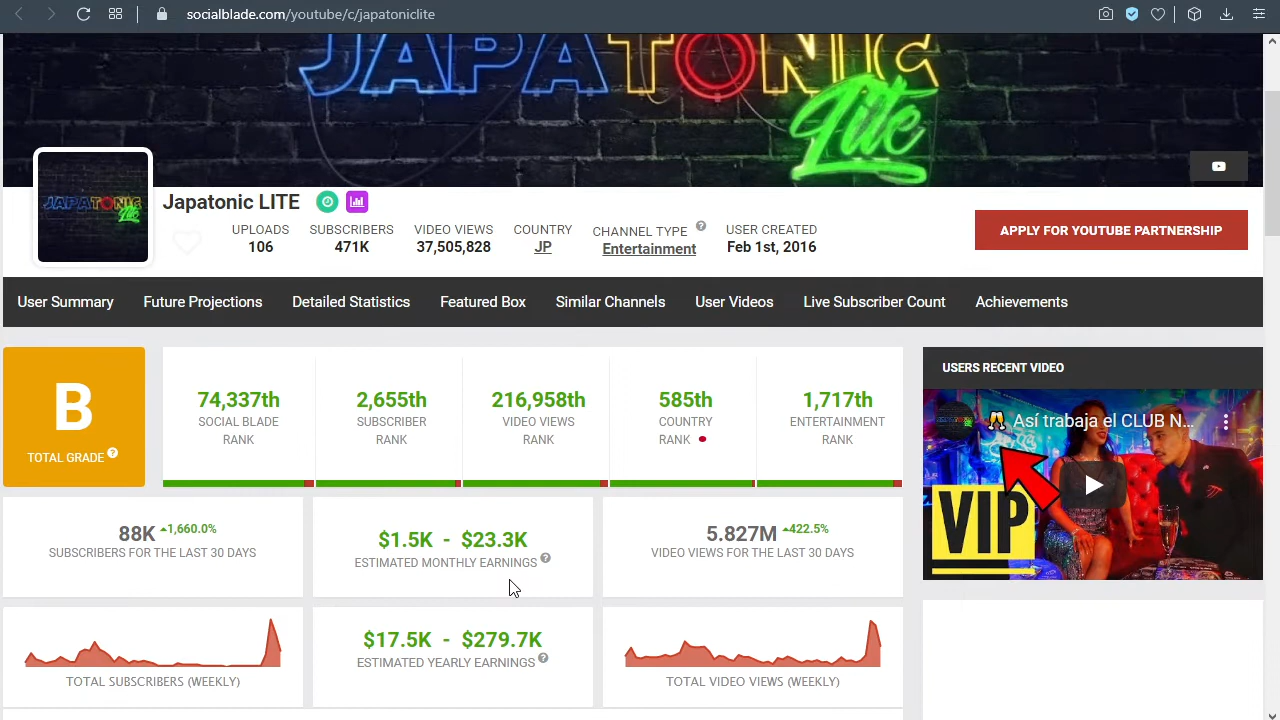 socialblade.com/youtube/c/japatoniclite
JAPATONIC
Lite
JAPATONIC
Lite
Japatonic LITE
UPLOADS
106
SUBSCRIBERS
471K
VIDEO VIEWS
37,505,828
COUNTRY
JP
CHANNEL TYPE ?
Entertainment
USER CREATED
Feb 1st, 2016
APPLY FOR YOUTUBE PARTNERSHIP
User Summary
Future Projections
Detailed Statistics
Featured Box
Similar Channels
User Videos
Live Subscriber Count
Achievements
B
TOTAL GRADE ?
74,337th
SOCIALBLADE
RANK
2,655th
SUBSCRIBER
RANK
216,958th
VIDEO VIEWS
RANK
585th
COUNTRY
RANK
1,717th
ENTERTAINMENT
RANK
USERS RECENT VIDEO
🥂 Así trabaja el CLUB N...
VIP
88K 1,660.0%
SUBSCRIBERS FOR THE LAST 30 DAYS
$1.5K - $23.3K
ESTIMATED MONTHLY EARNINGS ?
5.827M 422.5%
VIDEO VIEWS FOR THE LAST 30 DAYS
TOTAL SUBSCRIBERS (WEEKLY)
$17.5K - $279.7K
ESTIMATED YEARLY EARNINGS ?
TOTAL VIDEO VIEWS (WEEKLY)